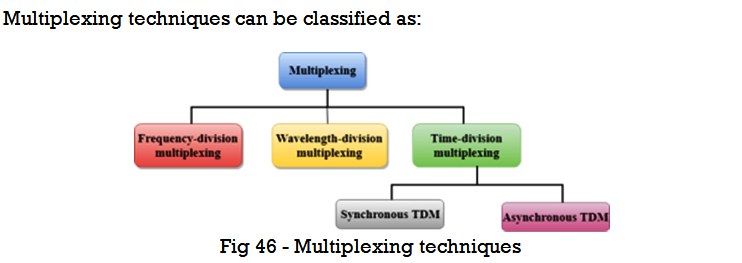 Multiplexing techniques can be classified as:
Multiplexing
Frequency-division
multiplexing
Wavelength-division
multiplexing
Time-division
multiplexing
Synchronous TDM
Asynchronous TDM
Fig 46 - Multiplexing techniques